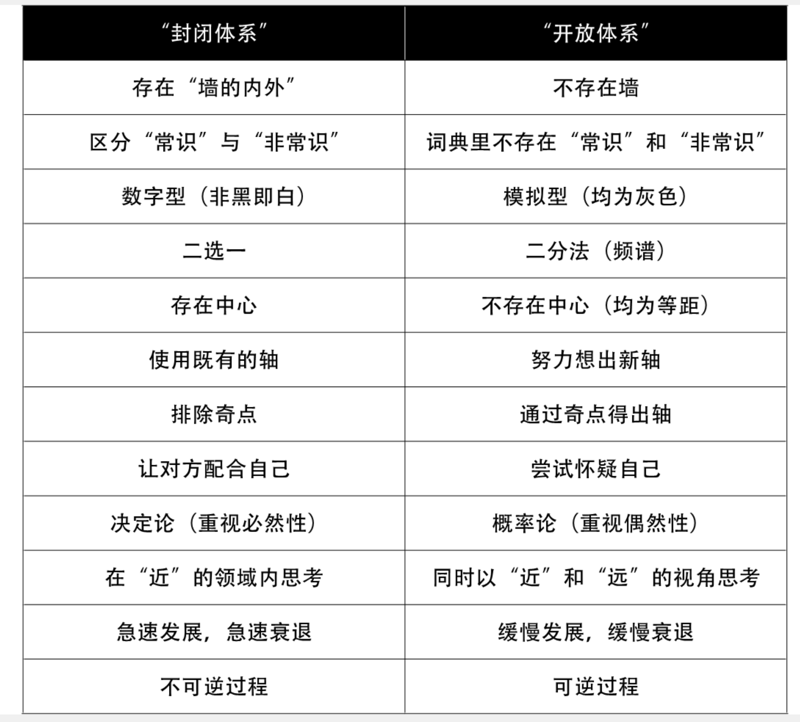 “封闭体系” “开放体系”
存在“墙的内外” 不存在墙
区分“常识”与“非常识” 词典里不存在“常识”和“非常识”
数字型（非黑即白） 模拟型（均为灰色）
二选一 二分法（频谱）
存在中心 不存在中心（均为等距）
使用既有的轴 努力想出新轴
排除奇点 通过奇点得出轴
让对方配合自己 尝试怀疑自己
决定论（重视必然性） 概率论（重视偶然性）
在“近”的领域内思考 同时以“近”和“远”的视角思考
急速发展，急速衰退 缓慢发展，缓慢衰退
不可逆过程 可逆过程